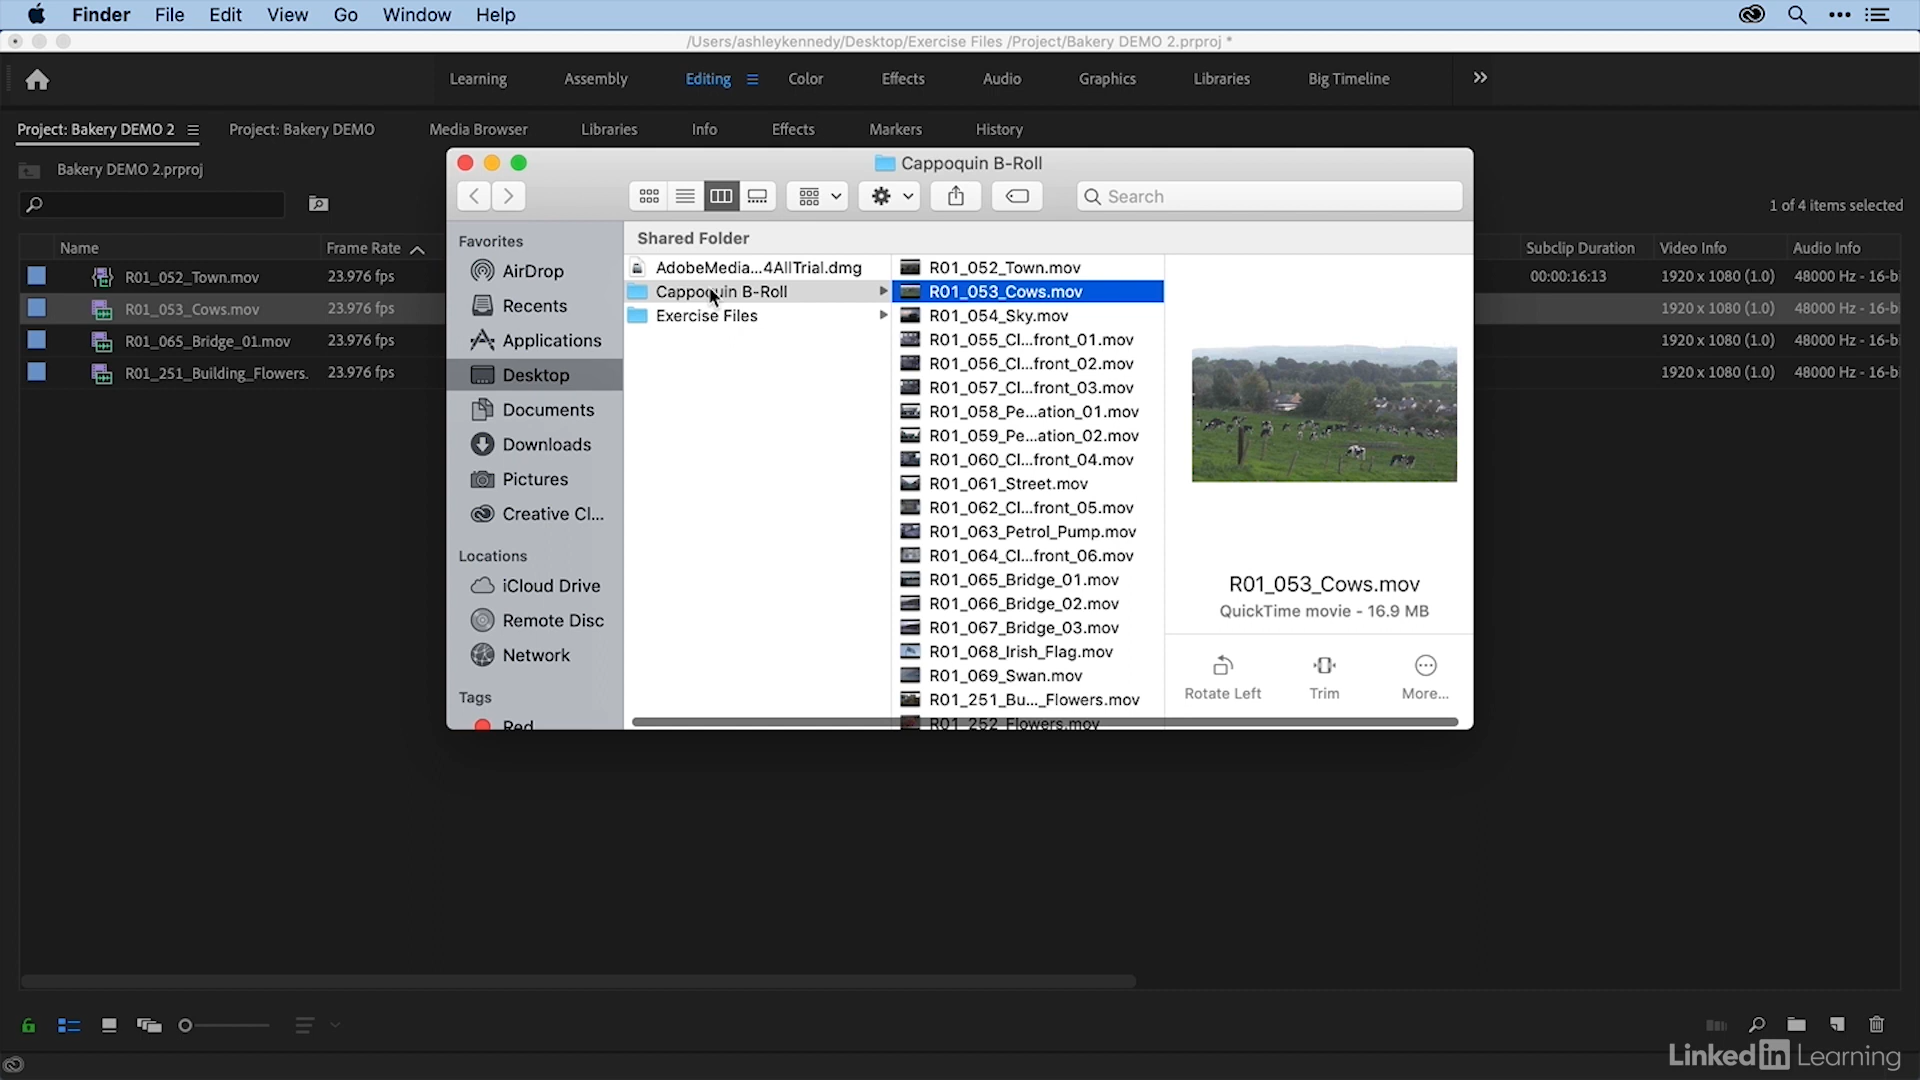 Finder File Edit View Go Window Help
/Users/ashleykennedy/Desktop/Exercise Files /Project/Bakery DEMO 2.prproj *
Learning Assembly Editing Color Effects Audio Graphics Libraries Big Timeline
Project: Bakery DEMO 2 Project: Bakery DEMO Media Browser Libraries Info Effects Markers History
Bakery DEMO 2.prproj
1 of 4 items selected
Name Frame Rate Subclip Duration Video Info Audio Info
R01_052_Town.mov 23.976 fps 00:00:16:13 1920 x 1080 (1.0) 48000 Hz - 16-bi
R01_053_Cows.mov 23.976 fps 1920 x 1080 (1.0) 48000 Hz - 16-bi
R01_065_Bridge_01.mov 23.976 fps 1920 x 1080 (1.0) 48000 Hz - 16-bi
R01_251_Building_Flowers. 23.976 fps 1920 x 1080 (1.0) 48000 Hz - 16-bi
Cappoquin B-Roll
Search
Favorites
AirDrop
Recents
Applications
Desktop
Documents
Downloads
Pictures
Creative Cl...
Locations
iCloud Drive
Remote Disc
Network
Tags
Red
Shared Folder
AdobeMedia...4AllTrial.dmg
Cappoquin B-Roll
Exercise Files
R01_052_Town.mov
R01_053_Cows.mov
R01_054_Sky.mov
R01_055_Cl...front_01.mov
R01_056_Cl...front_02.mov
R01_057_Cl...front_03.mov
R01_058_Pe...ation_01.mov
R01_059_Pe...ation_02.mov
R01_060_Cl...front_04.mov
R01_061_Street.mov
R01_062_Cl...front_05.mov
R01_063_Petrol_Pump.mov
R01_064_Cl...front_06.mov
R01_065_Bridge_01.mov
R01_066_Bridge_02.mov
R01_067_Bridge_03.mov
R01_068_Irish_Flag.mov
R01_069_Swan.mov
R01_251_Bu..._Flowers.mov
R01_252_Flowers.mov
R01_053_Cows.mov
QuickTime movie - 16.9 MB
Rotate Left Trim More...
Linked in Learning